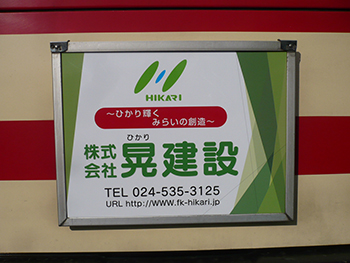 HIKARI
～ひかり輝く
みらいの創造～
ひかり
株式会社 晃建設
TEL 024-535-3125
URL http://www.fk-hikari.jp